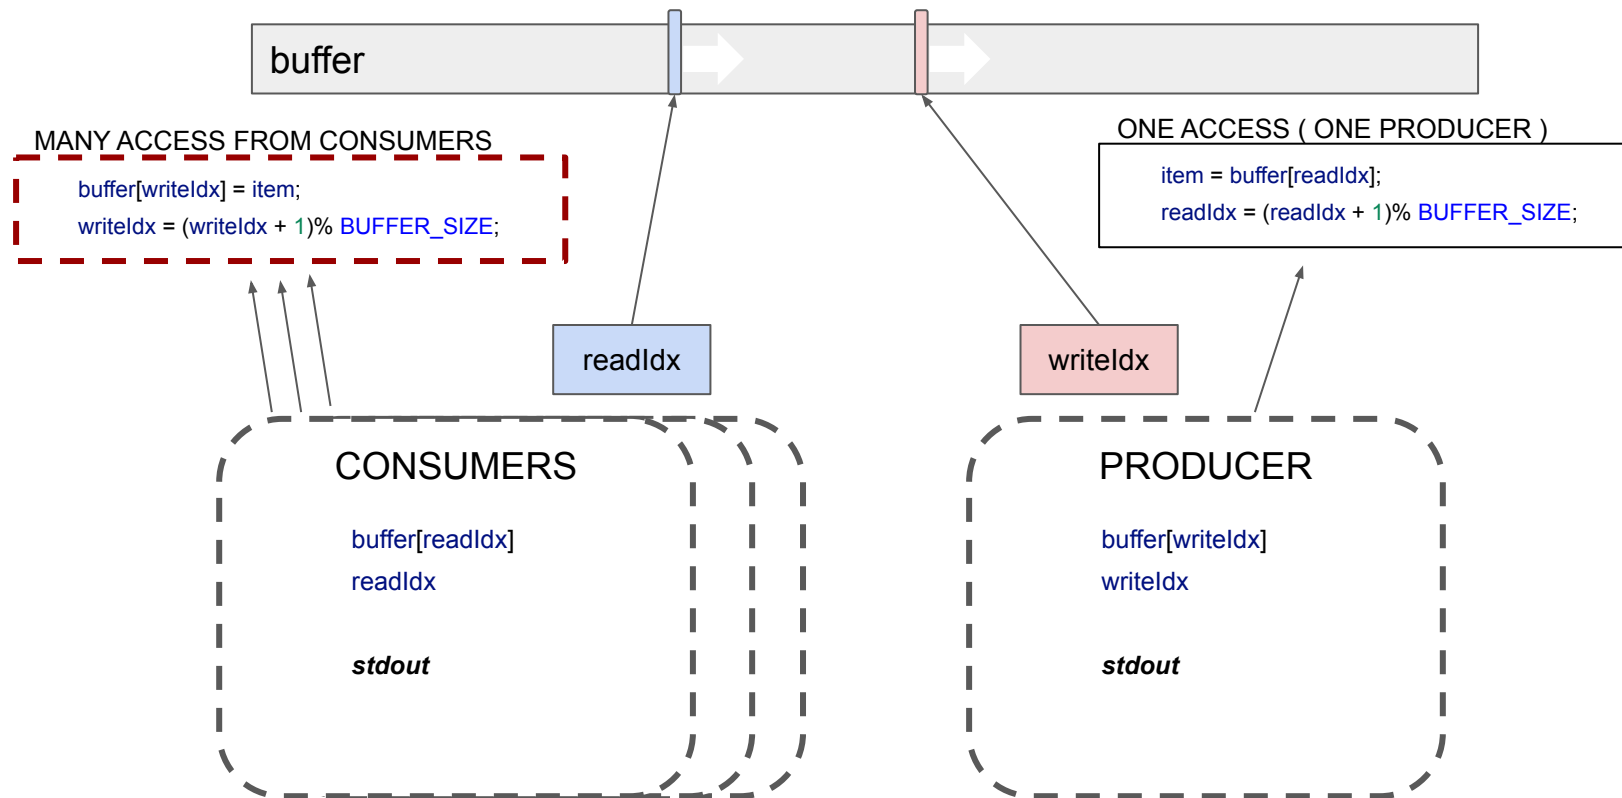 buffer
MANY ACCESS FROM CONSUMERS
buffer[writeIdx] = item;
writeIdx = (writeIdx + 1)% BUFFER_SIZE;
ONE ACCESS ( ONE PRODUCER )
item = buffer[readIdx];
readIdx = (readIdx + 1)% BUFFER_SIZE;
readIdx
writeIdx
CONSUMERS
buffer[readIdx]
readIdx
stdout
PRODUCER
buffer[writeIdx]
writeIdx
stdout